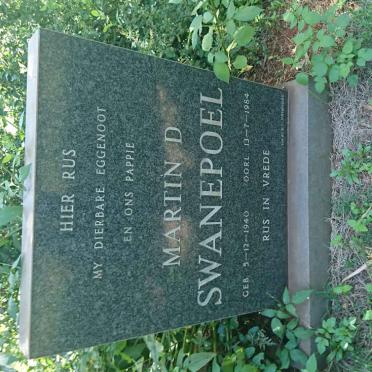 HIER RUS
MY DIERBARE EGGENOOT
EN ONS PAPPIE
MARTIN D
SWANEPOEL
GEB 5-12-1940 OORL 13-7-1984
RUS IN VREDE